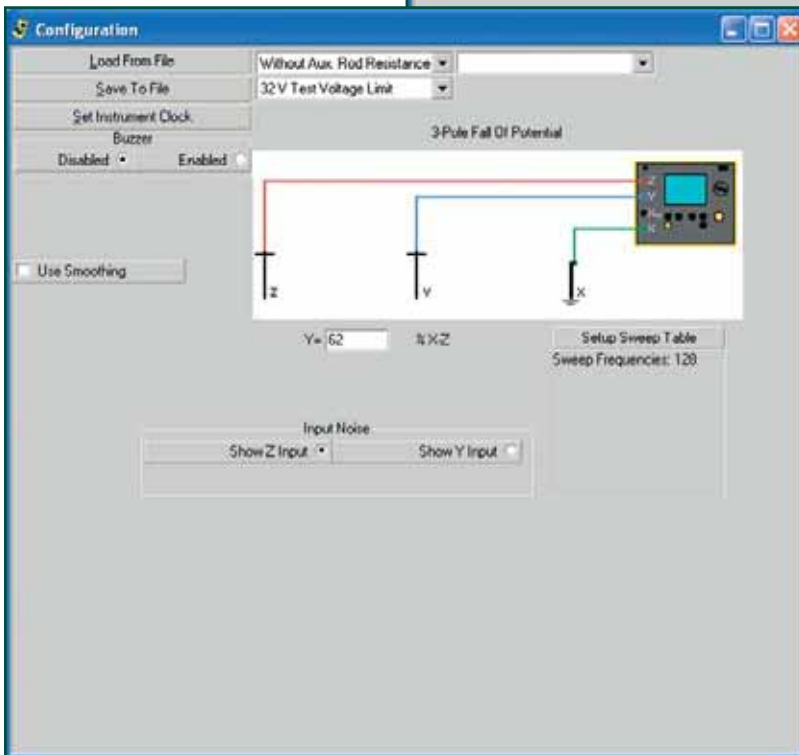 Configuration
Load From File
Without Aux. Rod Resistance
Save To File
32 V Test Voltage Limit
Set Instrument Clock
Buzzer
3-Pole Fall Of Potential
Disabled
Enabled
Z
Y
X
Use Smoothing
Z
Y
X
Y= 62 % X-Z
Setup Sweep Table
Sweep Frequencies: 128
Input Noise
Show Z Input
Show Y Input